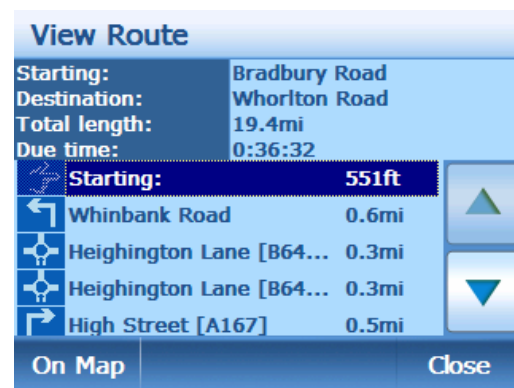 View Route
Starting: Bradbury Road
Destination: Whorlton Road
Total length: 19.4mi
Due time: 0:36:32
Starting: 551ft
Whinbank Road 0.6mi
Heighington Lane [B64... 0.3mi
Heighington Lane [B64... 0.3mi
High Street [A167] 0.5mi
On Map Close